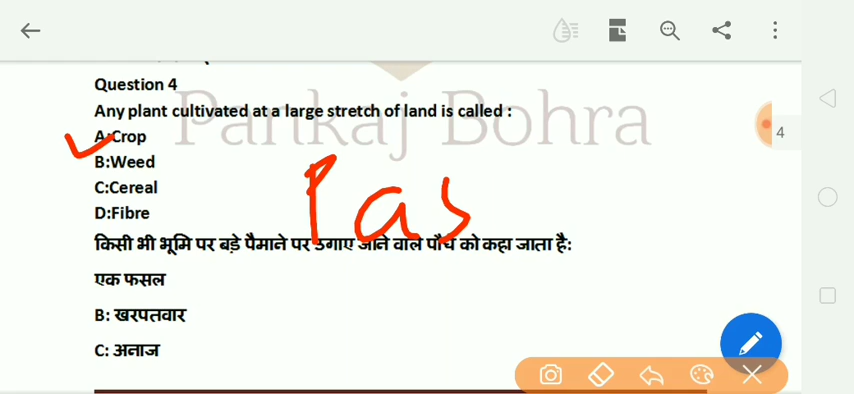 Question 4
Any plant cultivated at a large stretch of land is called :
A:Crop
B:Weed
C:Cereal
D:Fibre
किसी भी भूमि पर बड़े पैमाने पर उगाए जाने वाले पौधे को कहा जाता है:
एक फसल
B: खरपतवार
C: अनाज
Pankaj Bohra
Pas
4